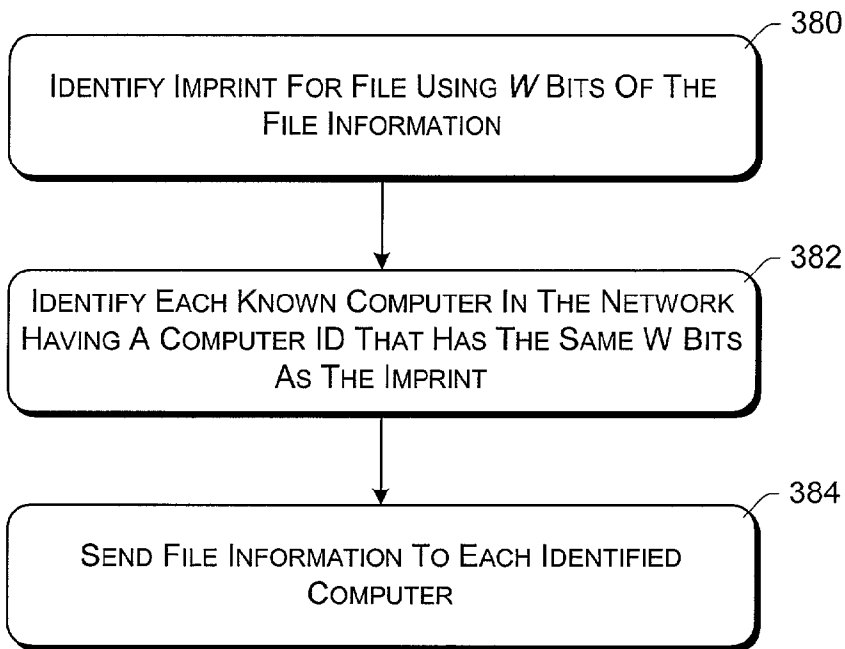 380
IDENTIFY IMPRINT FOR FILE USING W BITS OF THE
FILE INFORMATION
382
IDENTIFY EACH KNOWN COMPUTER IN THE NETWORK
HAVING A COMPUTER ID THAT HAS THE SAME W BITS
AS THE IMPRINT
384
SEND FILE INFORMATION TO EACH IDENTIFIED
COMPUTER